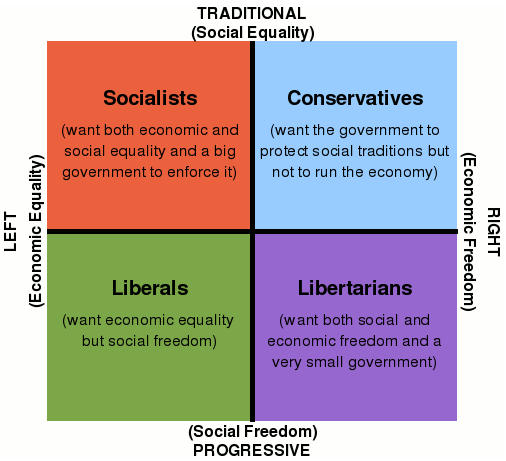 TRADITIONAL
(Social Equality)
Socialists
(want both economic and
social equality and a big
government to enforce it)
Conservatives
(want the government to
protect social traditions but
not to run the economy)
LEFT
(Economic Equality)
(Economic Freedom)
RIGHT
Liberals
(want economic equality
but social freedom)
Libertarians
(want both social and
economic freedom and a
very small government)
(Social Freedom)
PROGRESSIVE